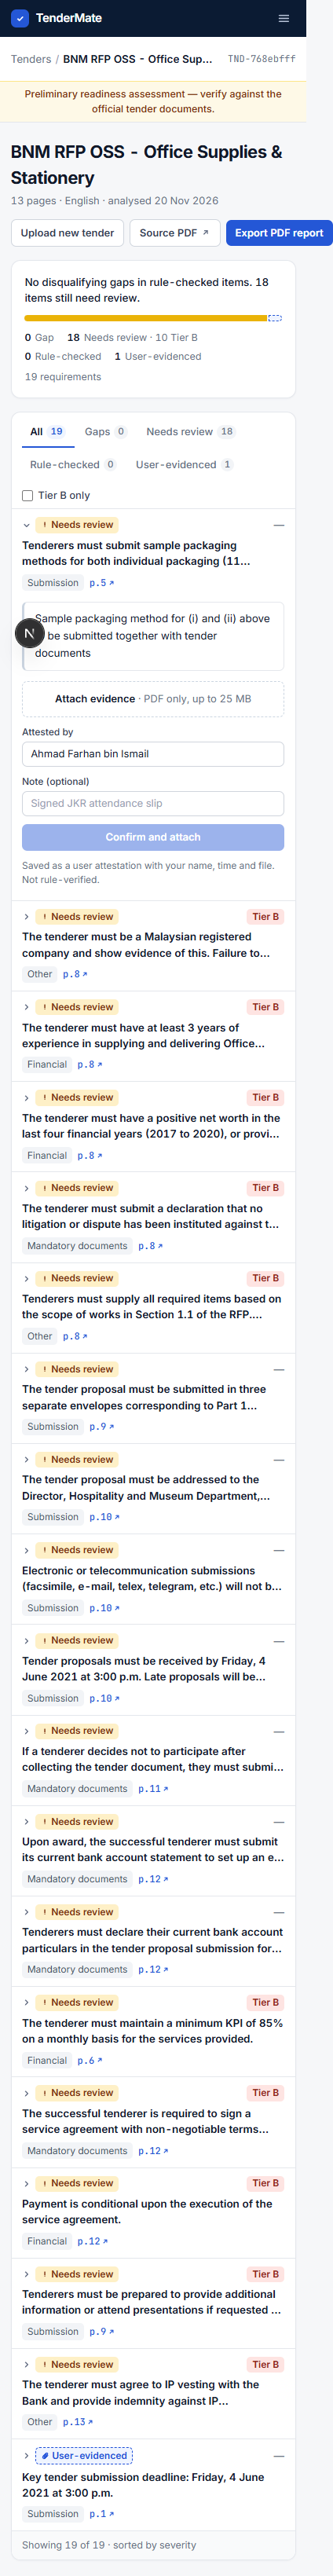 TenderMate
Tenders / BNM RFP OSS - Office Sup... TND-768ebfff
Preliminary readiness assessment — verify against the
official tender documents.
BNM RFP OSS - Office Supplies &
Stationery
13 pages · English · analysed 20 Nov 2026
Upload new tender Source PDF ↗ Export PDF report
No disqualifying gaps in rule-checked items. 18
items still need review.
0 Gap 18 Needs review · 10 Tier B
0 Rule-checked 1 User-evidenced
19 requirements
All 19 Gaps 0 Needs review 18
Rule-checked 0 User-evidenced 1
Tier B only
! Needs review —
Tenderers must submit sample packaging
methods for both individual packaging (11...
Submission p.5 ↗
Sample packaging method for (i) and (ii) above
be submitted together with tender
documents
N
Attach evidence · PDF only, up to 25 MB
Attested by
Ahmad Farhan bin Ismail
Note (optional)
Signed JKR attendance slip
Confirm and attach
Saved as a user attestation with your name, time and file.
Not rule-verified.
! Needs review Tier B
The tenderer must be a Malaysian registered
company and show evidence of this. Failure to...
Other p.8 ↗
! Needs review Tier B
The tenderer must have at least 3 years of
experience in supplying and delivering Office...
Financial p.8 ↗
! Needs review Tier B
The tenderer must have a positive net worth in the
last four financial years (2017 to 2020), or provi...
Financial p.8 ↗
! Needs review Tier B
The tenderer must submit a declaration that no
litigation or dispute has been instituted against t...
Mandatory documents p.8 ↗
! Needs review Tier B
Tenderers must supply all required items based on
the scope of works in Section 1.1 of the RFP....
Other p.8 ↗
! Needs review —
The tender proposal must be submitted in three
separate envelopes corresponding to Part 1...
Submission p.9 ↗
! Needs review —
The tender proposal must be addressed to the
Director, Hospitality and Museum Department,...
Submission p.10 ↗
! Needs review —
Electronic or telecommunication submissions
(facsimile, e-mail, telex, telegram, etc.) will not b...
Submission p.10 ↗
! Needs review —
Tender proposals must be received by Friday, 4
June 2021 at 3:00 p.m. Late proposals will be...
Submission p.10 ↗
! Needs review —
If a tenderer decides not to participate after
collecting the tender document, they must submi...
Mandatory documents p.11 ↗
! Needs review —
Upon award, the successful tenderer must submit
its current bank account statement to set up an e...
Mandatory documents p.12 ↗
! Needs review —
Tenderers must declare their current bank account
particulars in the tender proposal submission for...
Mandatory documents p.12 ↗
! Needs review Tier B
The tenderer must maintain a minimum KPI of 85%
on a monthly basis for the services provided.
Financial p.6 ↗
! Needs review Tier B
The successful tenderer is required to sign a
service agreement with non-negotiable terms...
Mandatory documents p.12 ↗
! Needs review Tier B
Payment is conditional upon the execution of the
service agreement.
Financial p.12 ↗
! Needs review Tier B
Tenderers must be prepared to provide additional
information or attend presentations if requested ...
Submission p.9 ↗
! Needs review Tier B
The tenderer must agree to IP vesting with the
Bank and provide indemnity against IP...
Other p.13 ↗
User-evidenced —
Key tender submission deadline: Friday, 4 June
2021 at 3:00 p.m.
Submission p.1 ↗
Showing 19 of 19 · sorted by severity